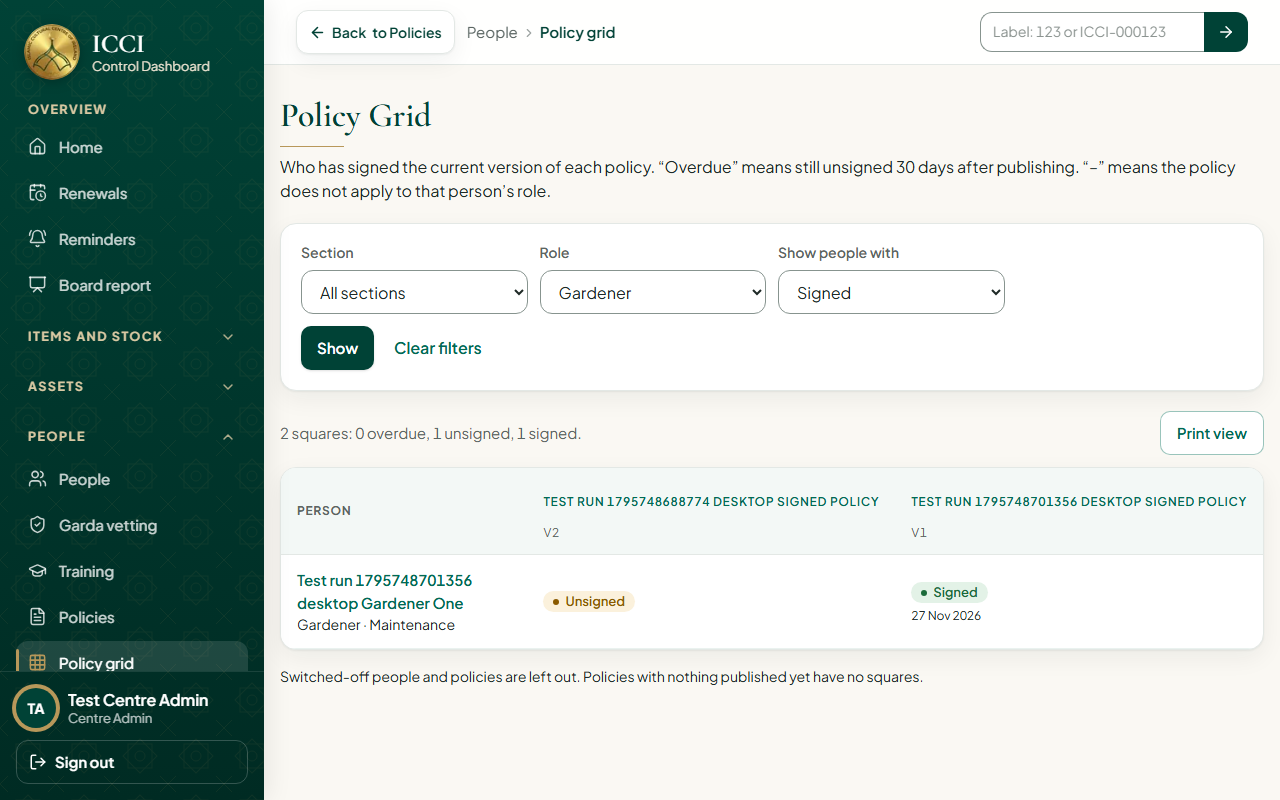 ICCI
Control Dashboard
OVERVIEW
Home
Renewals
Reminders
Board report
ITEMS AND STOCK
ASSETS
PEOPLE
People
Garda vetting
Training
Policies
Policy grid
TA
Test Centre Admin
Centre Admin
Sign out
Back to Policies
People
Policy grid
Label: 123 or ICCI-000123
Policy Grid
Who has signed the current version of each policy. “Overdue” means still unsigned 30 days after publishing. “–” means the policy
does not apply to that person’s role.
Section
Role
Show people with
All sections
Gardener
Signed
Show
Clear filters
2 squares: 0 overdue, 1 unsigned, 1 signed.
Print view
PERSON
TEST RUN 1795748688774 DESKTOP SIGNED POLICY
V2
TEST RUN 1795748701356 DESKTOP SIGNED POLICY
V1
Test run 1795748701356
desktop Gardener One
Gardener · Maintenance
Unsigned
Signed
27 Nov 2026
Switched-off people and policies are left out. Policies with nothing published yet have no squares.